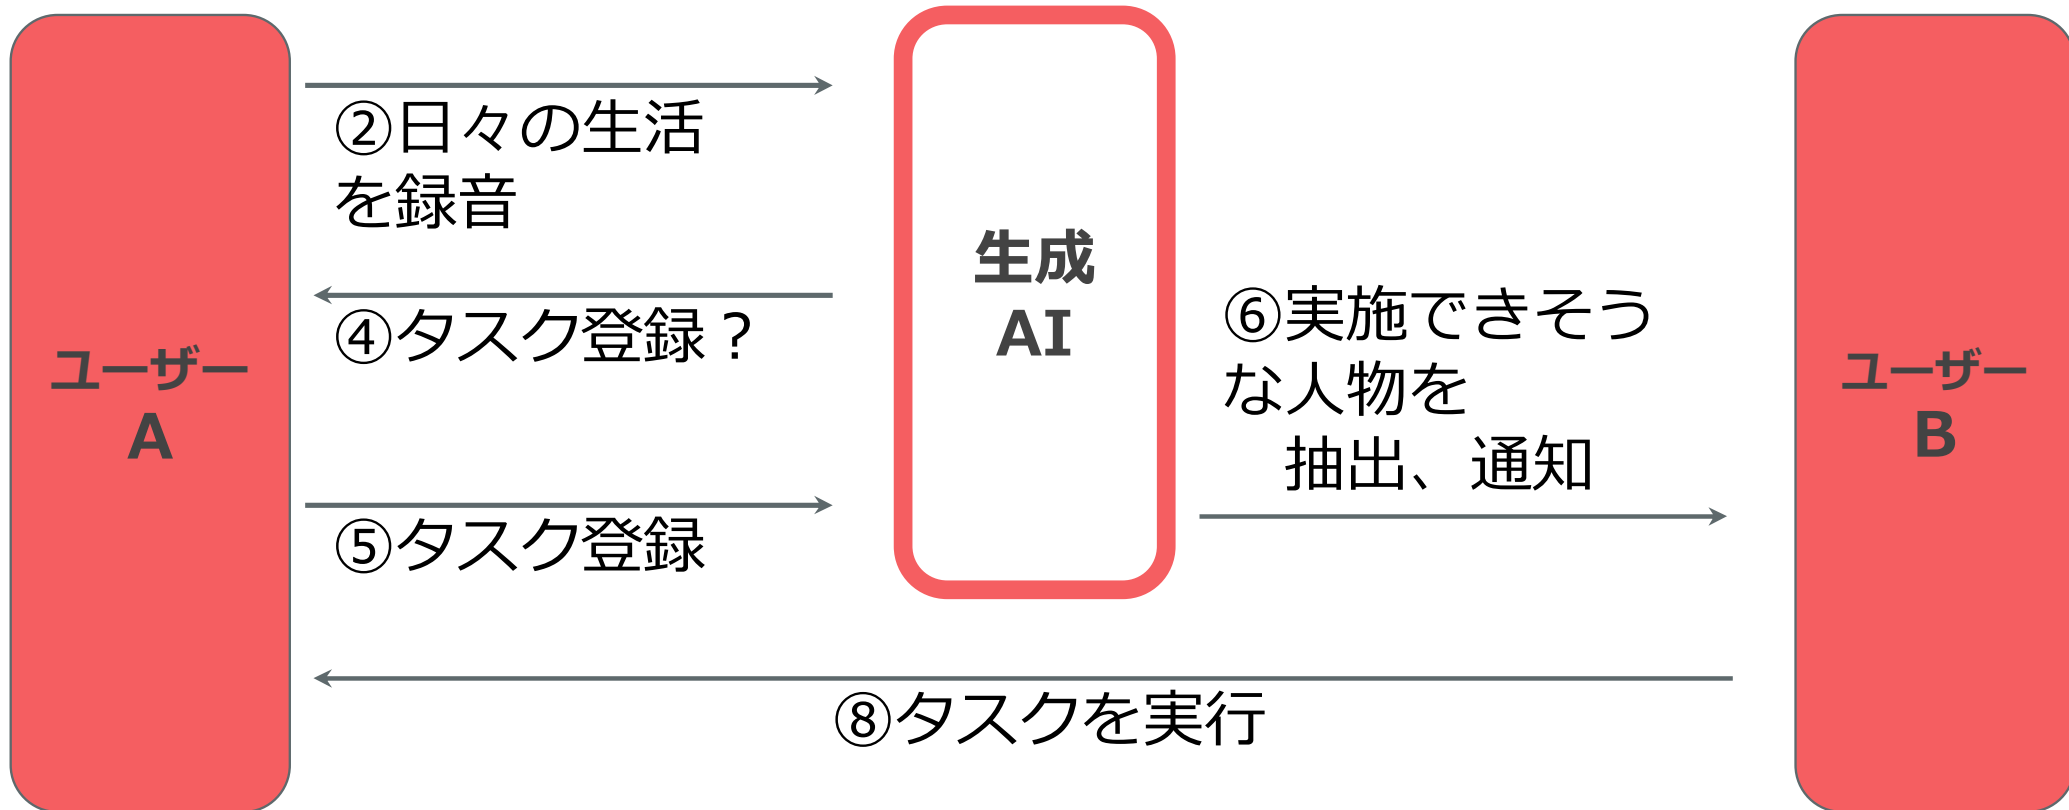 ユーザー
A
②日々の生活
を録音
④タスク登録？
⑤タスク登録
生成
AI
⑥実施できそう
な人物を
抽出、通知
ユーザー
B
⑧タスクを実行